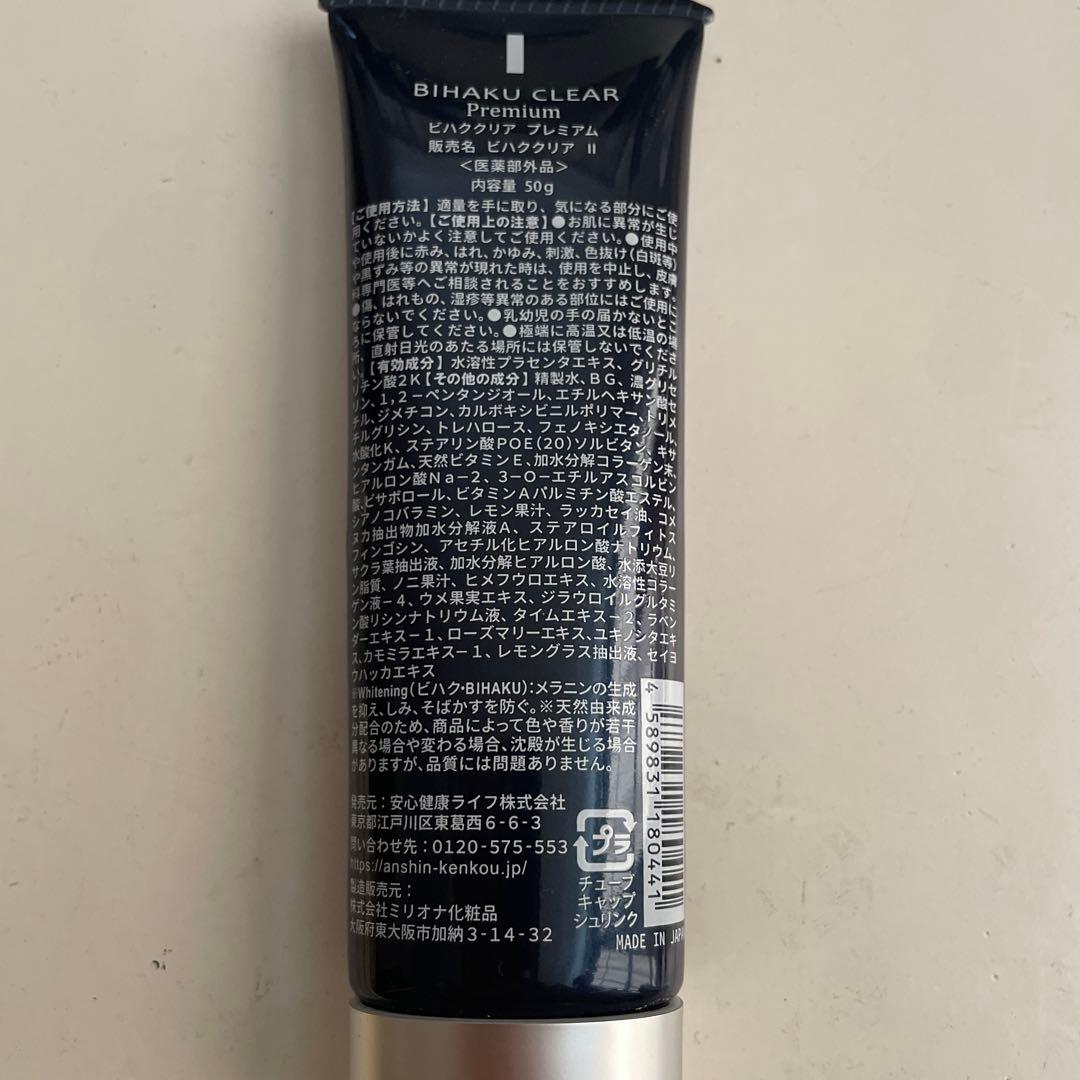 BIHAKU CLEAR
Premium
ビハククリア プレミアム
販売名 ビハククリア II
<医薬部外品>
内容量 50g
【ご使用方法】適量を手に取り、気になる部分にご使
用ください。【ご使用上の注意】●お肌に異常が生じ
ていないかよく注意してご使用ください。●使用中
や使用後に赤み、はれ、かゆみ、刺激、色抜け(白斑等)
や黒ずみ等の異常が現れた時は、使用を中止し、皮膚
科専門医等へご相談されることをおすすめします。
●傷、はれもの、湿疹等異常のある部位にはご使用に
ならないでください。●乳幼児の手の届かないとこ
ろに保管してください。●極端に高温又は低温の場
所、直射日光のあたる場所には保管しないでくださ
い。【有効成分】水溶性プラセンタエキス、グリチル
リチン酸2K【その他の成分】精製水、BG、濃グリセ
リン、1,2-ペンタンジオール、エチルヘキサン酸セ
チル、ジメチコン、カルボキシビニルポリマー、トリメ
チルグリシン、トレハロース、フェノキシエタノール、
水酸化K、ステアリン酸POE(20)ソルビタン、キサ
ンタンガム、天然ビタミンE、加水分解コラーゲン末、
ヒアルロン酸Na-2、3-O-エチルアスコルビン
酸、ビサボロール、ビタミンAパルミチン酸エステル、
シアノコバラミン、レモン果汁、ラッカセイ油、コメ
ヌカ抽出物加水分解液A、ステアロイルフィトス
フィンゴシン、アセチル化ヒアルロン酸ナトリウム、
サクラ葉抽出液、加水分解ヒアルロン酸、水添大豆リ
ン脂質、ノニ果汁、ヒメフウロエキス、水溶性コラー
ゲン液-4、ウメ果実エキス、ジラウロイルグルタミ
ン酸リシンナトリウム液、タイムエキス-2、ラベン
ダーエキス-1、ローズマリーエキス、ユキノシタエキ
ス、カモミラエキス-1、レモングラス抽出液、セイヨ
ウハッカエキス
※Whitening(ビハク・BIHAKU):メラニンの生成
を抑え、しみ、そばかすを防ぐ。※天然由来成
分配合のため、商品によって色や香りが若干
異なる場合や変わる場合、沈殿が生じる場合
がありますが、品質には問題ありません。
発売元:安心健康ライフ株式会社
東京都江戸川区東葛西6-6-3
問い合わせ先:0120-575-553
https://anshin-kenkou.jp/
製造販売元:
株式会社ミリオナ化粧品
大阪府東大阪市加納3-14-32
プラ
チューブ
キャップ
シュリンク
4 589831 180441
MADE IN JAPA